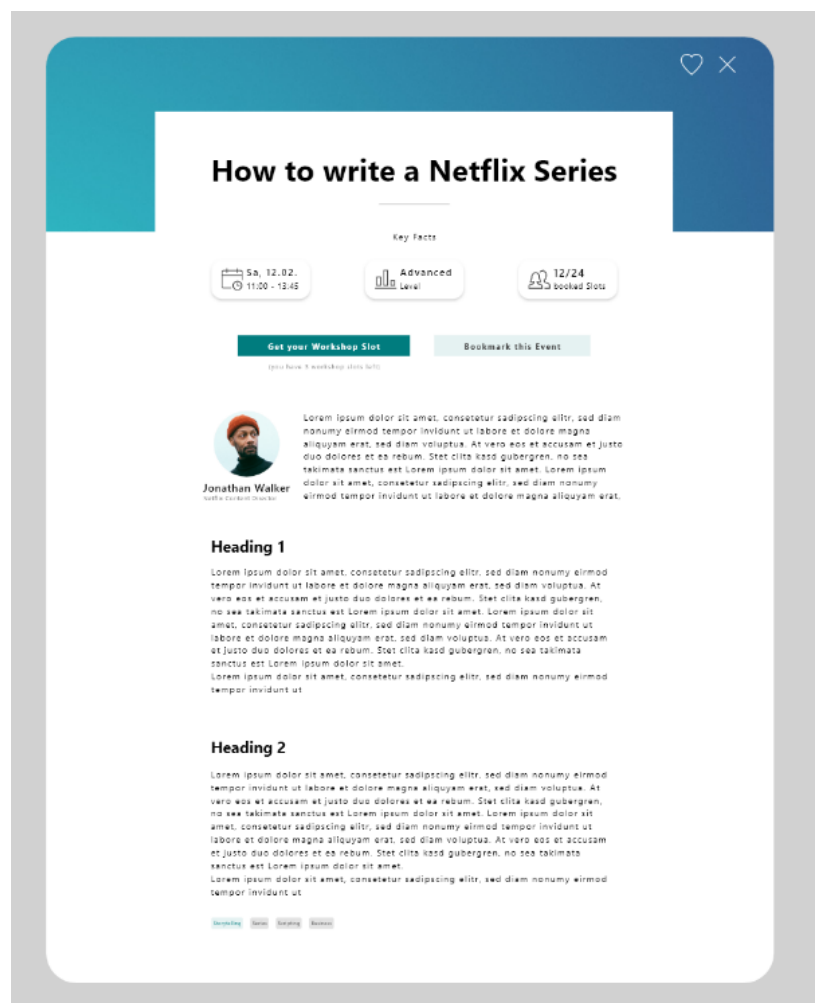 How to write a Netflix Series
Key Facts
Sa, 12.02.
11:00 - 13:45
Advanced
Level
12/24
booked Slots
Get your Workshop Slot
Bookmark this Event
(you have 3 workshop slots left)
Lorem ipsum dolor sit amet, consetetur sadipscing elitr, sed diam
nonumy eirmod tempor invidunt ut labore et dolore magna
aliquyam erat, sed diam voluptua. At vero eos et accusam et justo
duo dolores et ea rebum. Stet clita kasd gubergren, no sea
takimata sanctus est Lorem ipsum dolor sit amet. Lorem ipsum
dolor sit amet, consetetur sadipscing elitr, sed diam nonumy
eirmod tempor invidunt ut labore et dolore magna aliquyam erat,
Jonathan Walker
Netflix Content Director
Heading 1
Lorem ipsum dolor sit amet, consetetur sadipscing elitr, sed diam nonumy eirmod
tempor invidunt ut labore et dolore magna aliquyam erat, sed diam voluptua. At
vero eos et accusam et justo duo dolores et ea rebum. Stet clita kasd gubergren,
no sea takimata sanctus est Lorem ipsum dolor sit amet. Lorem ipsum dolor sit
amet, consetetur sadipscing elitr, sed diam nonumy eirmod tempor invidunt ut
labore et dolore magna aliquyam erat, sed diam voluptua. At vero eos et accusam
et justo duo dolores et ea rebum. Stet clita kasd gubergren, no sea takimata
sanctus est Lorem ipsum dolor sit amet.
Lorem ipsum dolor sit amet, consetetur sadipscing elitr, sed diam nonumy eirmod
tempor invidunt ut
Heading 2
Lorem ipsum dolor sit amet, consetetur sadipscing elitr, sed diam nonumy eirmod
tempor invidunt ut labore et dolore magna aliquyam erat, sed diam voluptua. At
vero eos et accusam et justo duo dolores et ea rebum. Stet clita kasd gubergren,
no sea takimata sanctus est Lorem ipsum dolor sit amet. Lorem ipsum dolor sit
amet, consetetur sadipscing elitr, sed diam nonumy eirmod tempor invidunt ut
labore et dolore magna aliquyam erat, sed diam voluptua. At vero eos et accusam
et justo duo dolores et ea rebum. Stet clita kasd gubergren, no sea takimata
sanctus est Lorem ipsum dolor sit amet.
Lorem ipsum dolor sit amet, consetetur sadipscing elitr, sed diam nonumy eirmod
tempor invidunt ut
Storytelling Series Scripting Business